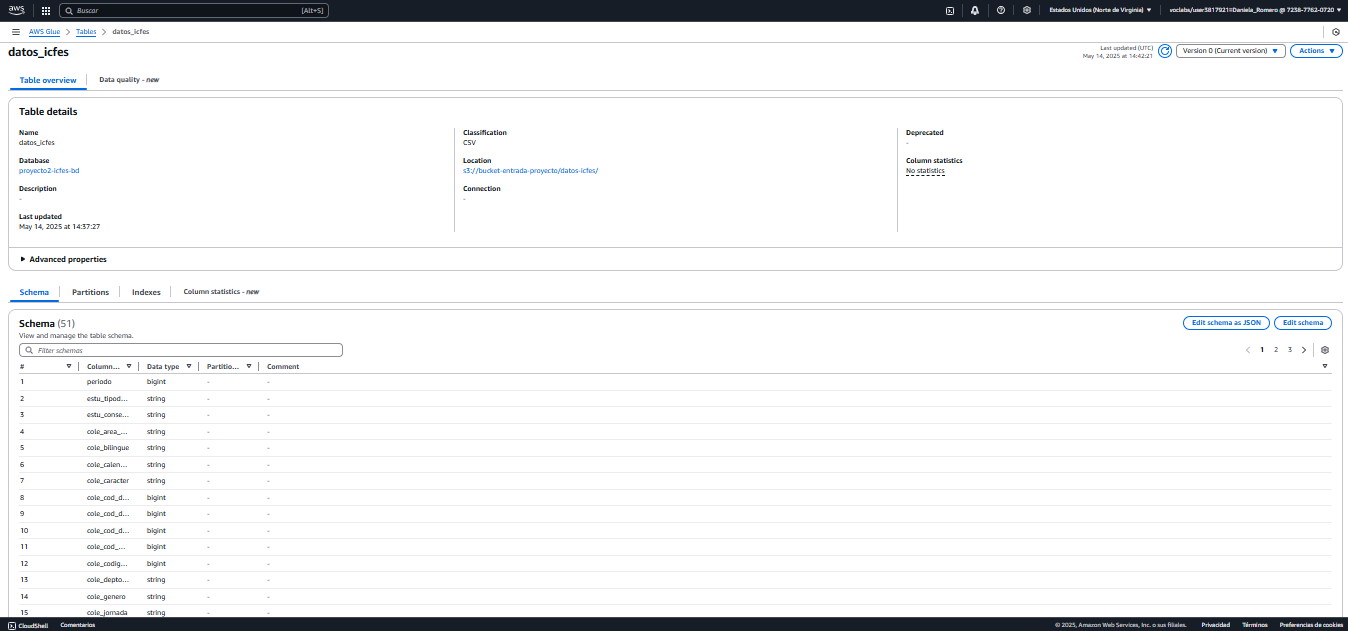 aws
Buscar [Alt+S]
Estados Unidos (Norte de Virginia)
voclabs/user3817921=Daniela_Romero @ 7238-7762-0720
AWS Glue > Tables > datos_icfes
datos_icfes
Last updated (UTC)
May 14, 2025 at 14:42:21
Version 0 (Current version)
Actions
Table overview
Data quality - new
Table details
Name
datos_icfes
Database
proyecto2-icfes-bd
Description
-
Last updated
May 14, 2025 at 14:37:27
Classification
CSV
Location
s3://bucket-entrada-proyecto/datos-icfes/
Connection
-
Deprecated
-
Column statistics
No statistics
Advanced properties
Schema
Partitions
Indexes
Column statistics - new
Schema (51)
View and manage the table schema.
Edit schema as JSON
Edit schema
Filter schemas
1 2 3
# Column... Data type Partitio... Comment
1 periodo bigint - -
2 estu_tipod... string - -
3 estu_conse... string - -
4 cole_area_... string - -
5 cole_bilingue string - -
6 cole_calen... string - -
7 cole_caracter string - -
8 cole_cod_d... bigint - -
9 cole_cod_d... bigint - -
10 cole_cod_d... bigint - -
11 cole_cod_... bigint - -
12 cole_codig... bigint - -
13 cole_depto... string - -
14 cole_genero string - -
15 cole_jornada string - -
CloudShell Comentarios
© 2025, Amazon Web Services, Inc. o sus filiales. Privacidad Términos Preferencias de cookies